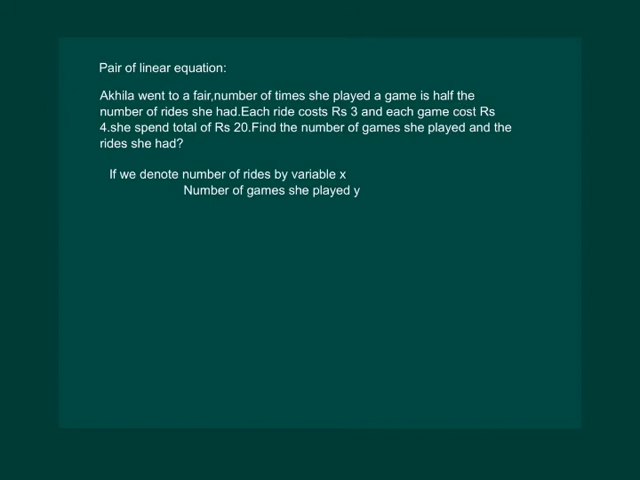 Pair of linear equation:
Akhila went to a fair,number of times she played a game is half the
number of rides she had.Each ride costs Rs 3 and each game cost Rs
4.she spend total of Rs 20.Find the number of games she played and the
rides she had?
If we denote number of rides by variable x
Number of games she played y